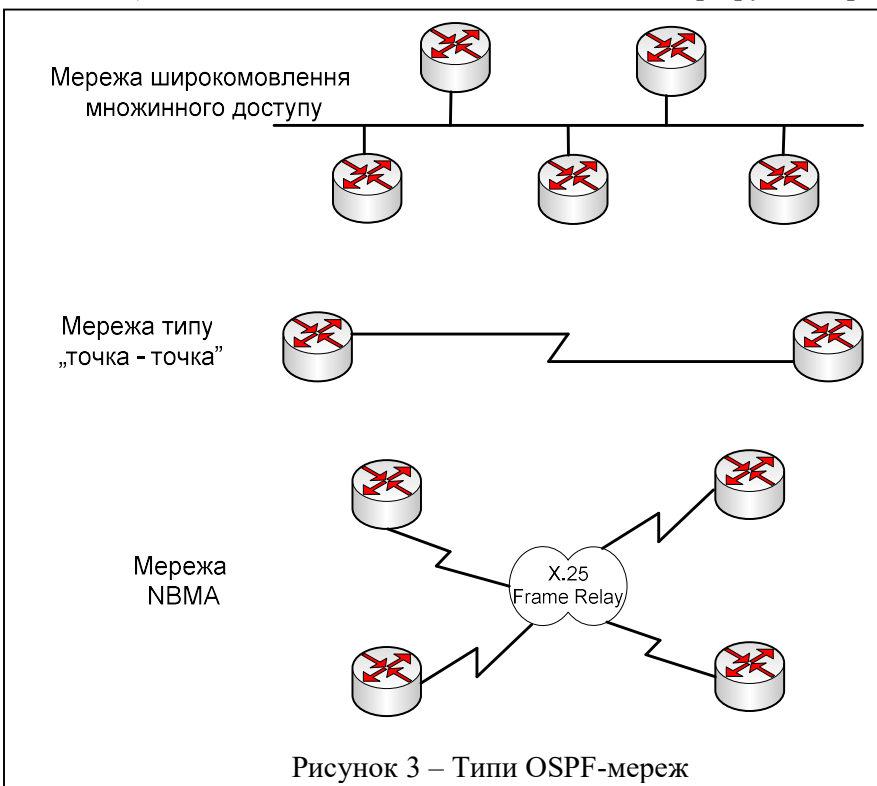 Мережа широкомовлення
множинного доступу
Мережа типу
„точка - точка”
Мережа
NBMA
X.25
Frame Relay
Рисунок 3 – Типи OSPF-мереж